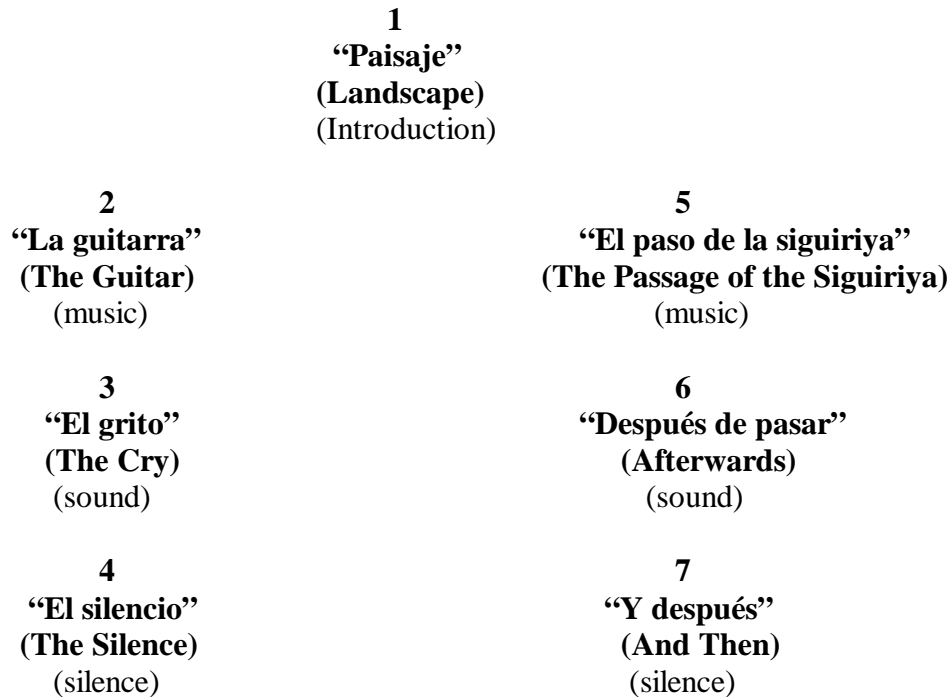 1
“Paisaje”
(Landscape)
(Introduction)
2
“La guitarra”
(The Guitar)
(music)
5
“El paso de la siguiriya”
(The Passage of the Siguiriya)
(music)
3
“El grito”
(The Cry)
(sound)
6
“Después de pasar”
(Afterwards)
(sound)
4
“El silencio”
(The Silence)
(silence)
7
“Y después”
(And Then)
(silence)